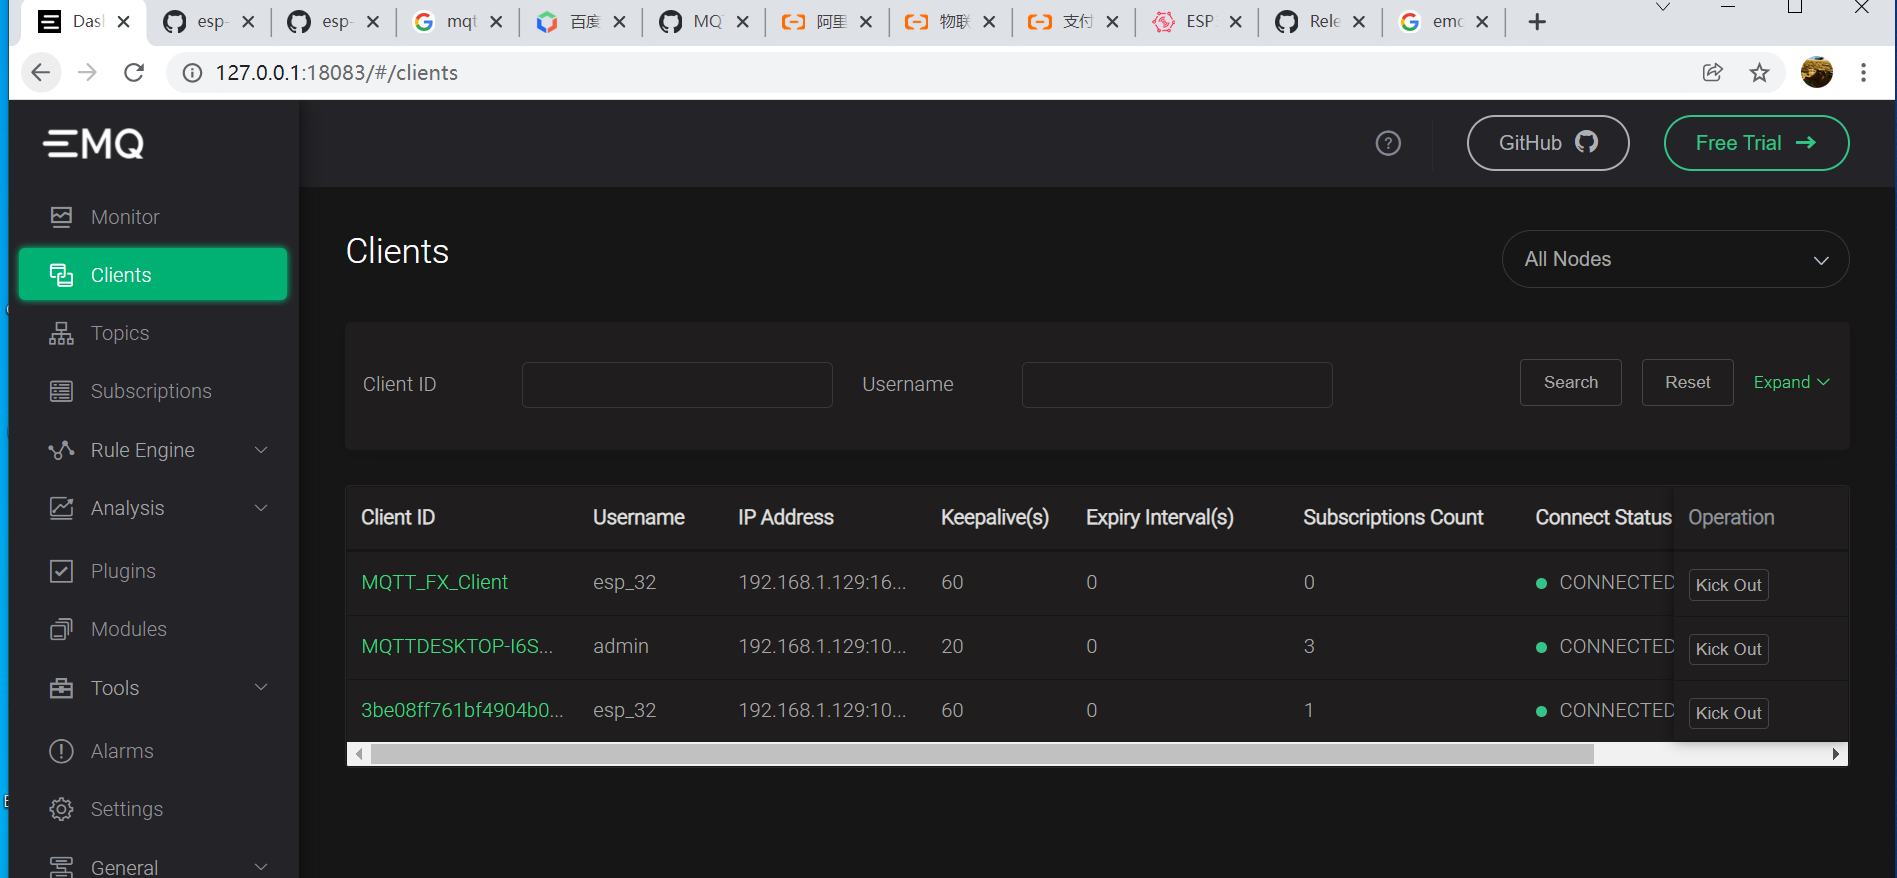 Das
esp-
esp-
mqt
百度
MQ
阿里
物联
支付
ESP
Rele
emc
127.0.0.1:18083/#/clients
EMQ
GitHub
Free Trial
Monitor
Clients
Topics
Subscriptions
Rule Engine
Analysis
Plugins
Modules
Tools
Alarms
Settings
General
Clients
All Nodes
Client ID
Username
Search
Reset
Expand
Client ID Username IP Address Keepalive(s) Expiry Interval(s) Subscriptions Count Connect Status Operation
MQTT_FX_Client esp_32 192.168.1.129:16... 60 0 0 CONNECTED Kick Out
MQTTDESKTOP-I6S... admin 192.168.1.129:10... 20 0 3 CONNECTED Kick Out
3be08ff761bf4904b0... esp_32 192.168.1.129:10... 60 0 1 CONNECTED Kick Out